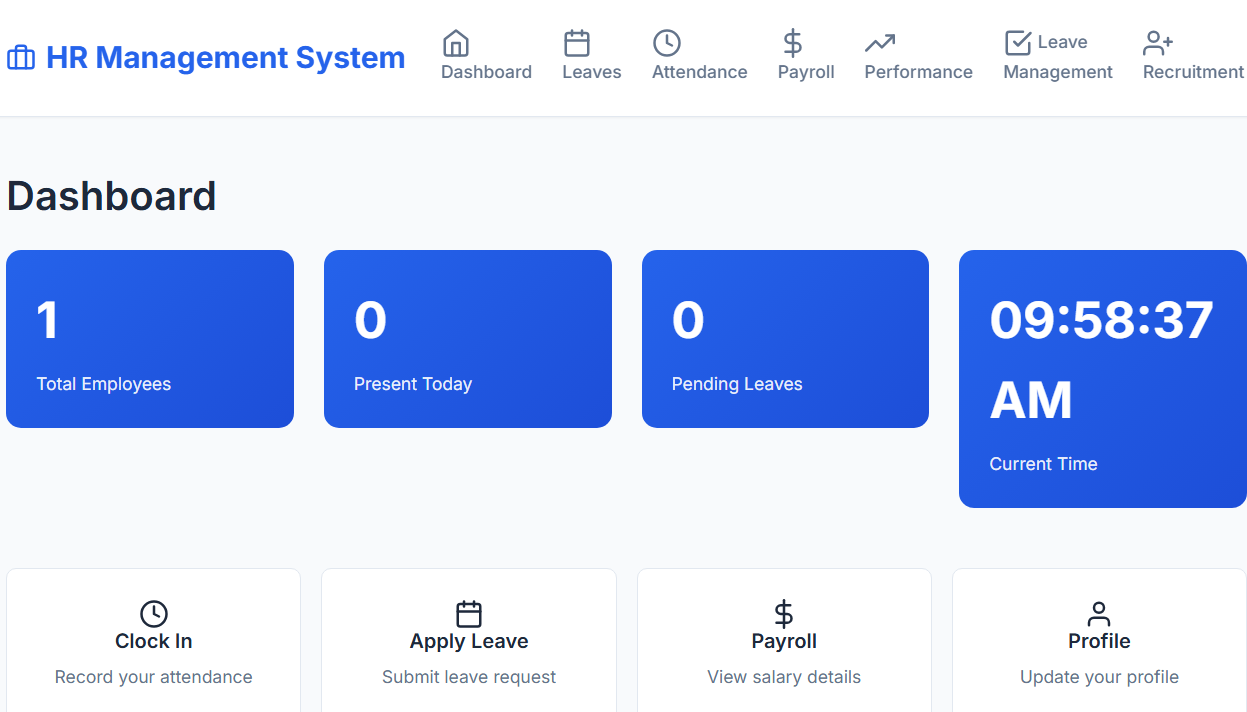 HR Management System
Dashboard
Leaves
Attendance
Payroll
Performance
Leave
Management
Recruitment
Dashboard
1
Total Employees
0
Present Today
0
Pending Leaves
09:58:37
AM
Current Time
Clock In
Record your attendance
Apply Leave
Submit leave request
Payroll
View salary details
Profile
Update your profile